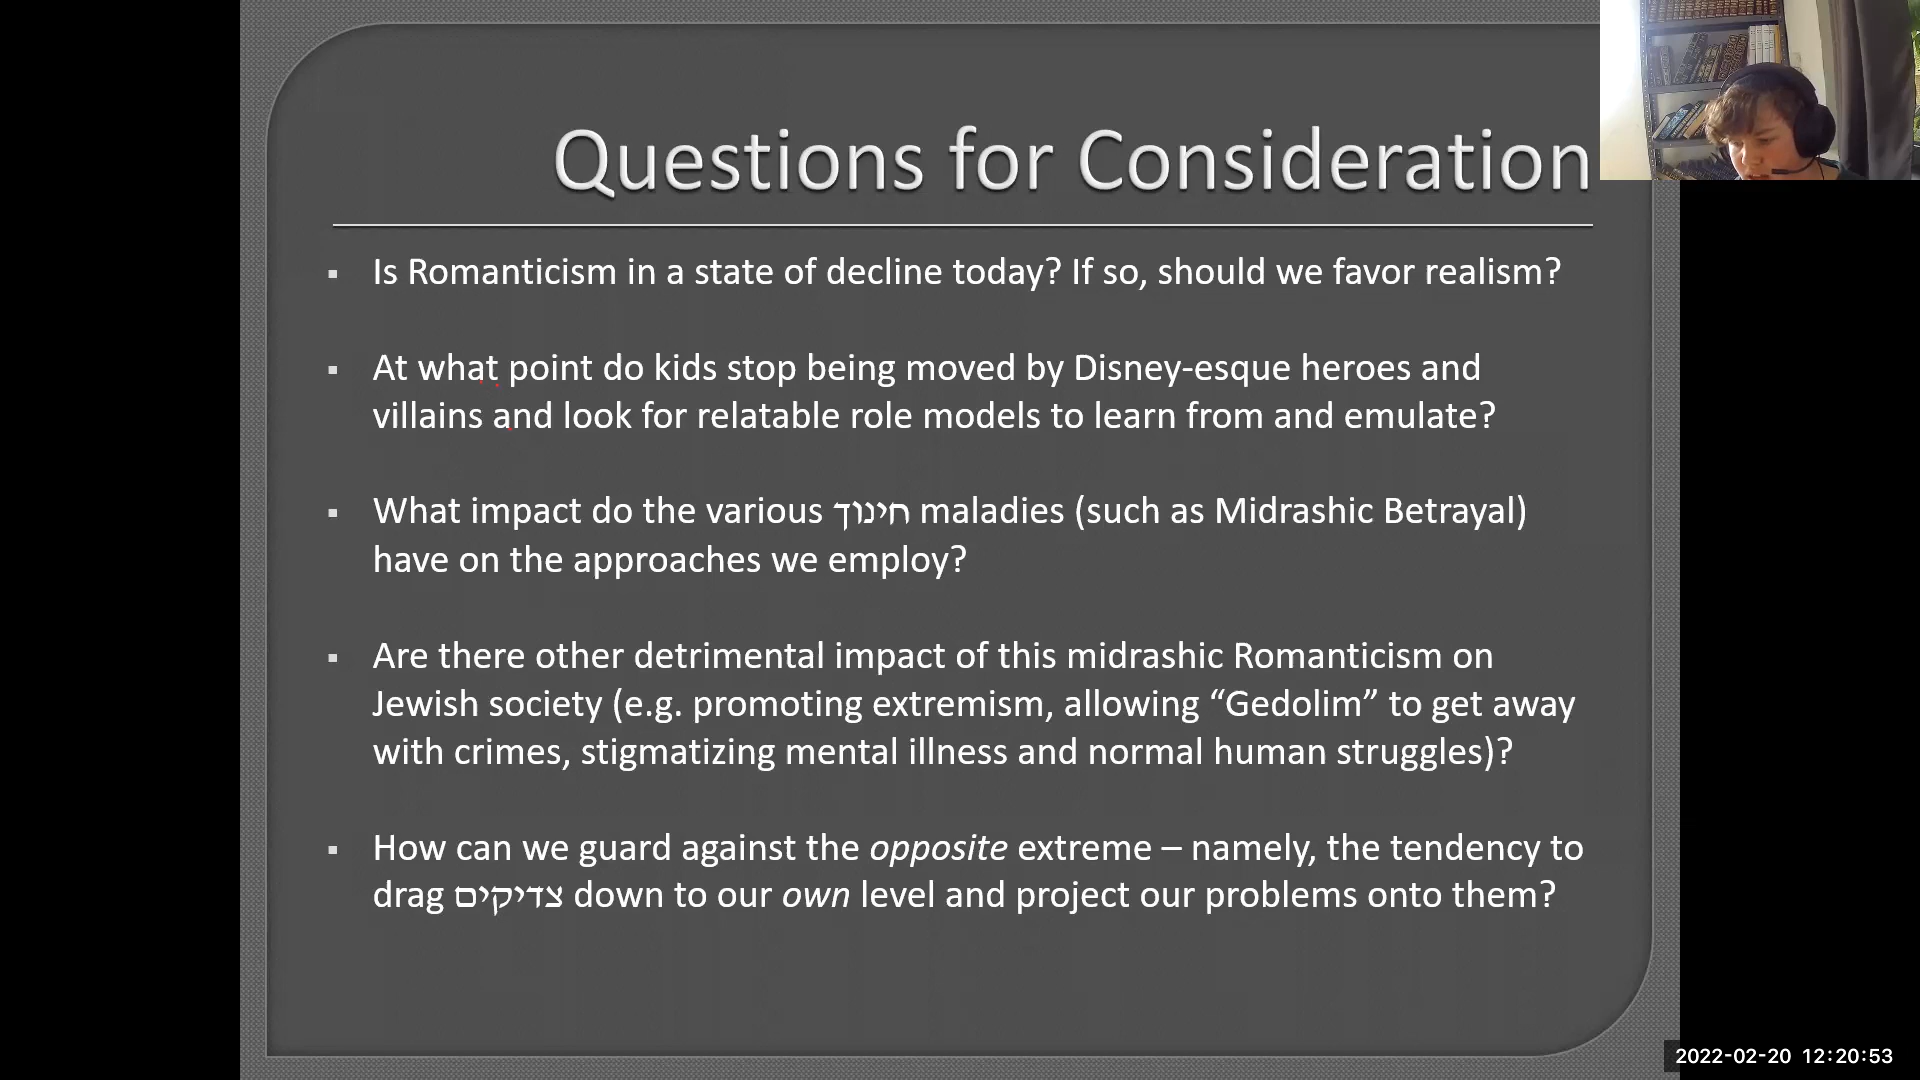 Questions for Consideration
▪ Is Romanticism in a state of decline today? If so, should we favor realism?
▪ At what point do kids stop being moved by Disney-esque heroes and
villains and look for relatable role models to learn from and emulate?
▪ What impact do the various חינוך maladies (such as Midrashic Betrayal)
have on the approaches we employ?
▪ Are there other detrimental impact of this midrashic Romanticism on
Jewish society (e.g. promoting extremism, allowing “Gedolim” to get away
with crimes, stigmatizing mental illness and normal human struggles)?
▪ How can we guard against the opposite extreme – namely, the tendency to
drag צדיקים down to our own level and project our problems onto them?
2022-02-20 12:20:53